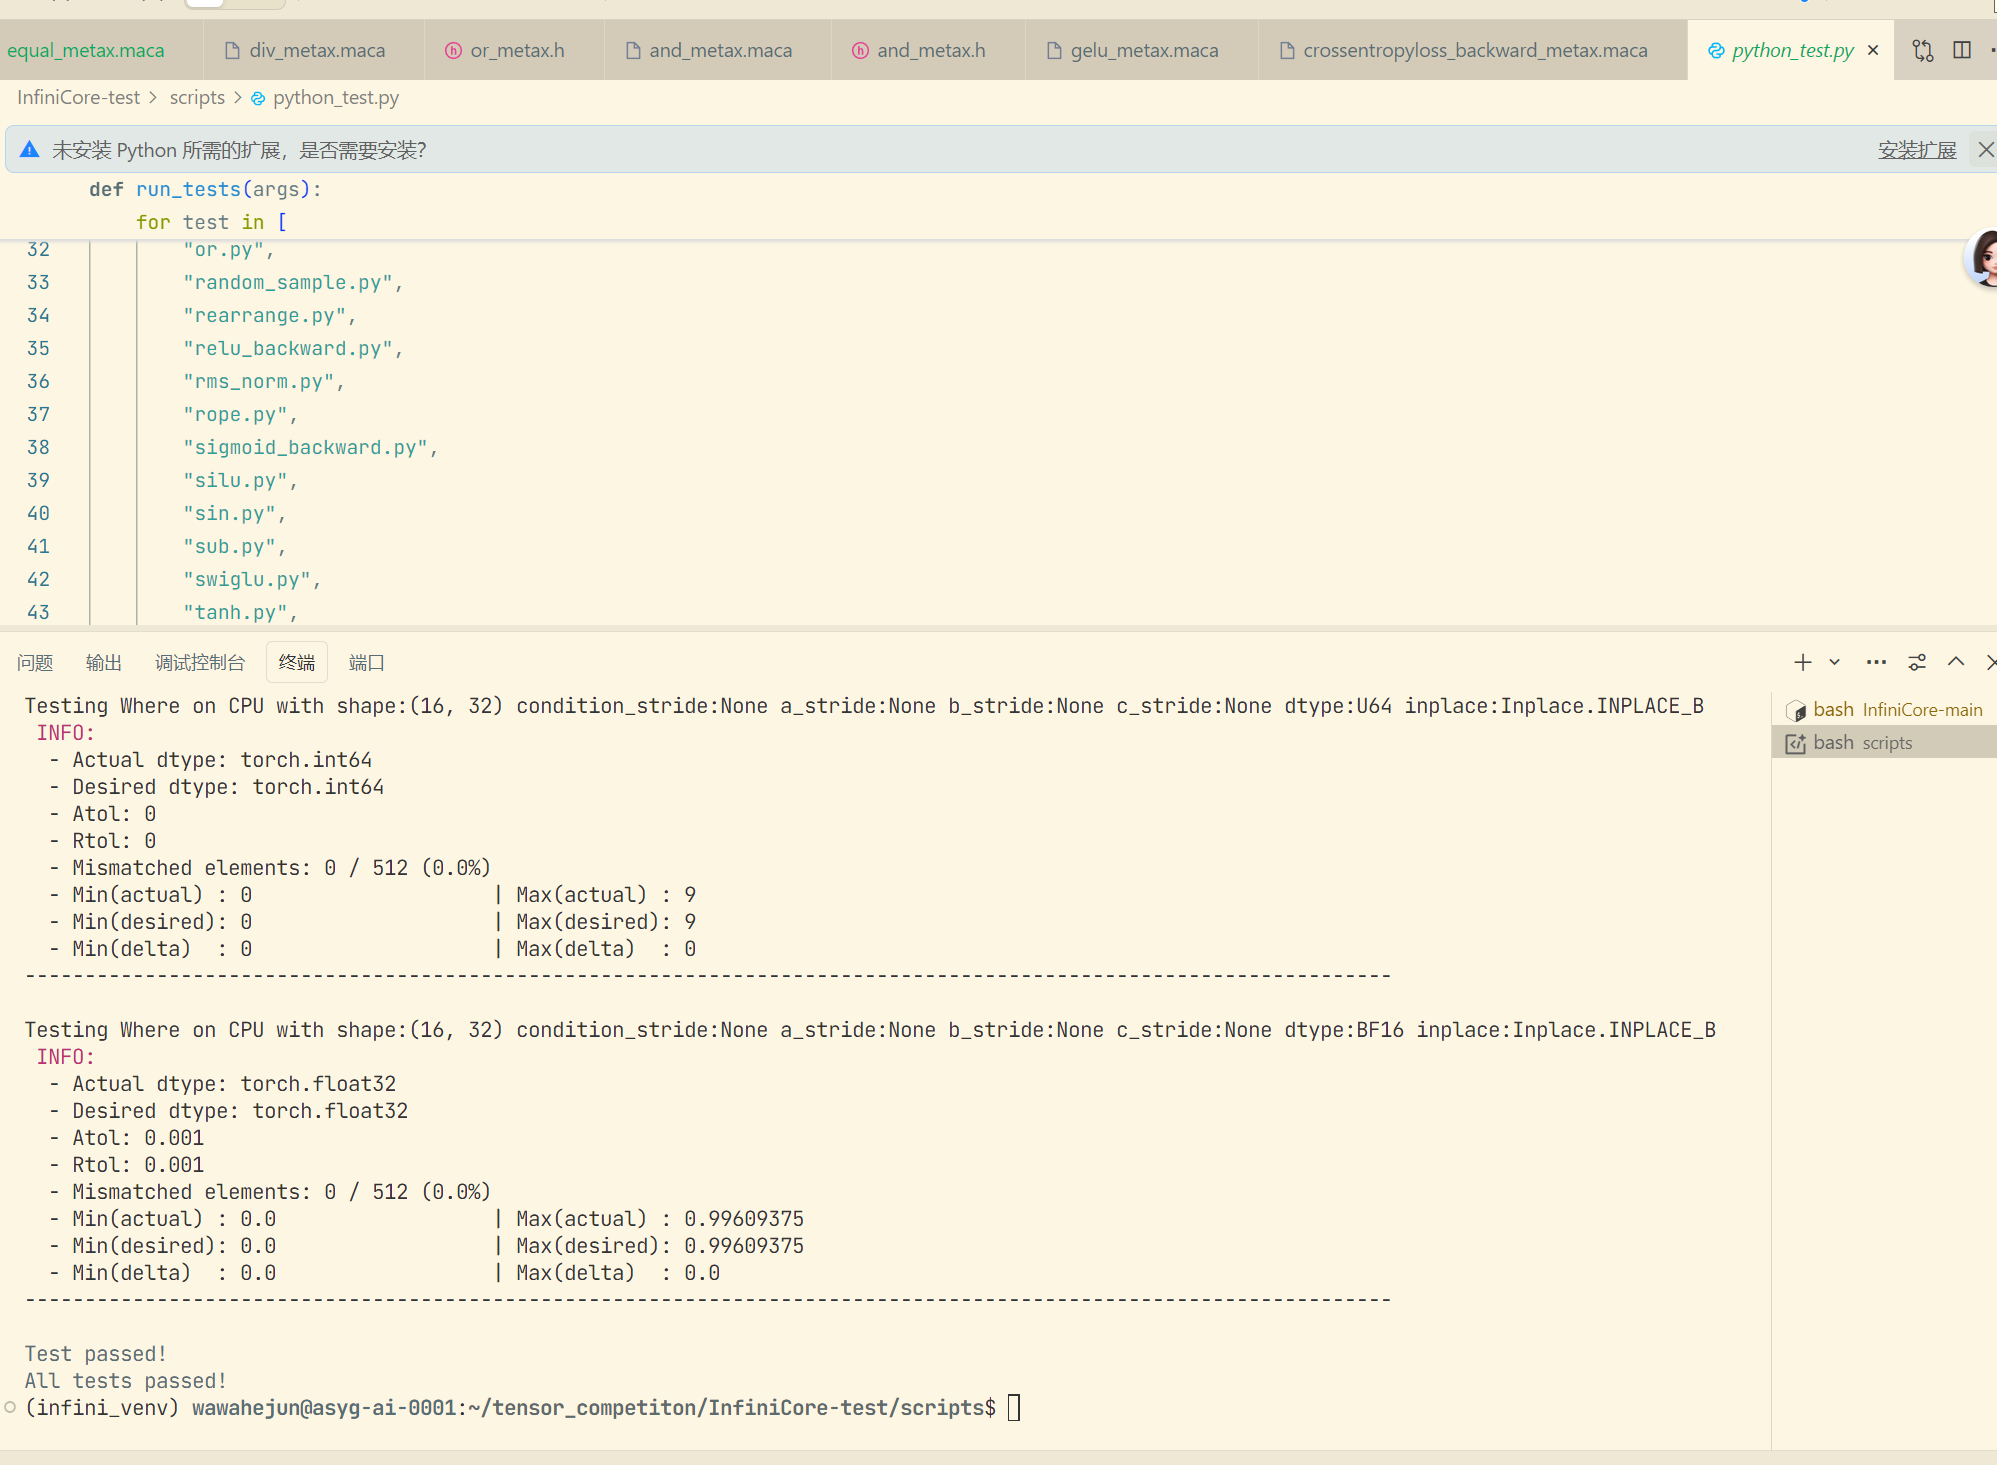 equal_metax.maca div_metax.maca or_metax.h and_metax.maca and_metax.h gelu_metax.maca crossentropyloss_backward_metax.maca python_test.py
InfiniCore-test > scripts > python_test.py
未安装 Python 所需的扩展，是否需要安装? 安装扩展
def run_tests(args):
for test in [
32 "or.py",
33 "random_sample.py",
34 "rearrange.py",
35 "relu_backward.py",
36 "rms_norm.py",
37 "rope.py",
38 "sigmoid_backward.py",
39 "silu.py",
40 "sin.py",
41 "sub.py",
42 "swiglu.py",
43 "tanh.py",
问题 输出 调试控制台 终端 端口
Testing Where on CPU with shape:(16, 32) condition_stride:None a_stride:None b_stride:None c_stride:None dtype:U64 inplace:Inplace.INPLACE_B
INFO:
- Actual dtype: torch.int64
- Desired dtype: torch.int64
- Atol: 0
- Rtol: 0
- Mismatched elements: 0 / 512 (0.0%)
- Min(actual) : 0 | Max(actual) : 9
- Min(desired): 0 | Max(desired): 9
- Min(delta) : 0 | Max(delta) : 0
------------------------------------------------------------------------------------------------------------------
Testing Where on CPU with shape:(16, 32) condition_stride:None a_stride:None b_stride:None c_stride:None dtype:BF16 inplace:Inplace.INPLACE_B
INFO:
- Actual dtype: torch.float32
- Desired dtype: torch.float32
- Atol: 0.001
- Rtol: 0.001
- Mismatched elements: 0 / 512 (0.0%)
- Min(actual) : 0.0 | Max(actual) : 0.99609375
- Min(desired): 0.0 | Max(desired): 0.99609375
- Min(delta) : 0.0 | Max(delta) : 0.0
------------------------------------------------------------------------------------------------------------------
Test passed!
All tests passed!
(infini_venv) wawahejun@asyg-ai-0001:~/tensor_competiton/InfiniCore-test/scripts$
bash InfiniCore-main
bash scripts